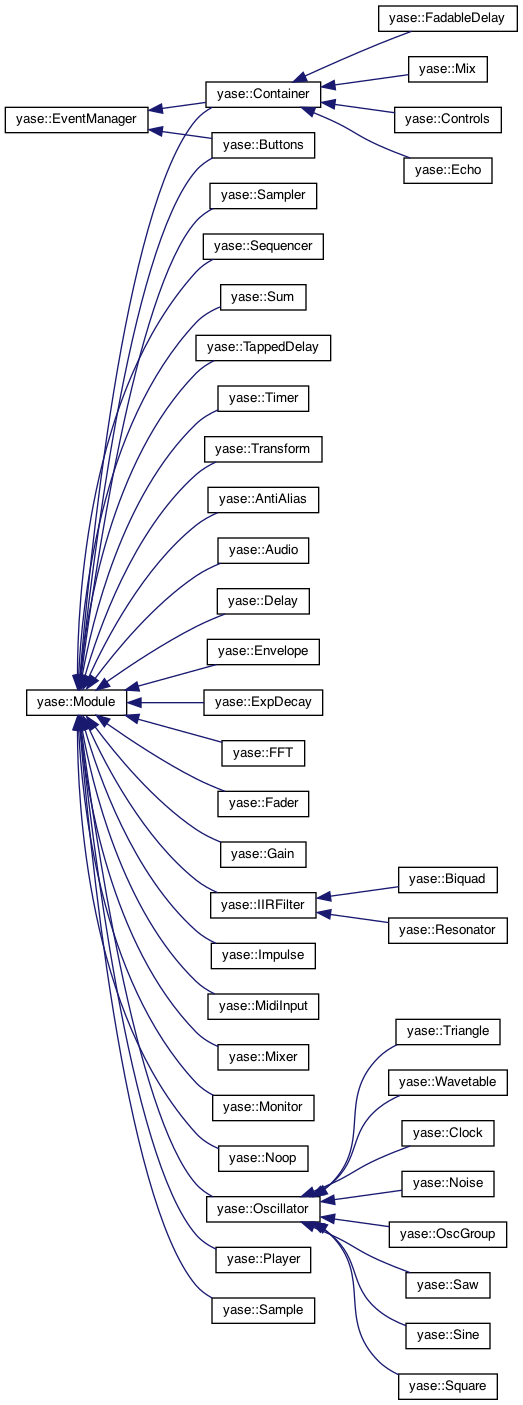 yase::FadableDelay
yase::Mix
yase::Container
yase::Controls
yase::EventManager
yase::Buttons
yase::Echo
yase::Sampler
yase::Sequencer
yase::Sum
yase::TappedDelay
yase::Timer
yase::Transform
yase::AntiAlias
yase::Audio
yase::Delay
yase::Envelope
yase::Module
yase::ExpDecay
yase::FFT
yase::Fader
yase::Gain
yase::Biquad
yase::IIRFilter
yase::Resonator
yase::Impulse
yase::MidiInput
yase::Triangle
yase::Mixer
yase::Wavetable
yase::Monitor
yase::Clock
yase::Noop
yase::Noise
yase::Oscillator
yase::OscGroup
yase::Player
yase::Saw
yase::Sample
yase::Sine
yase::Square